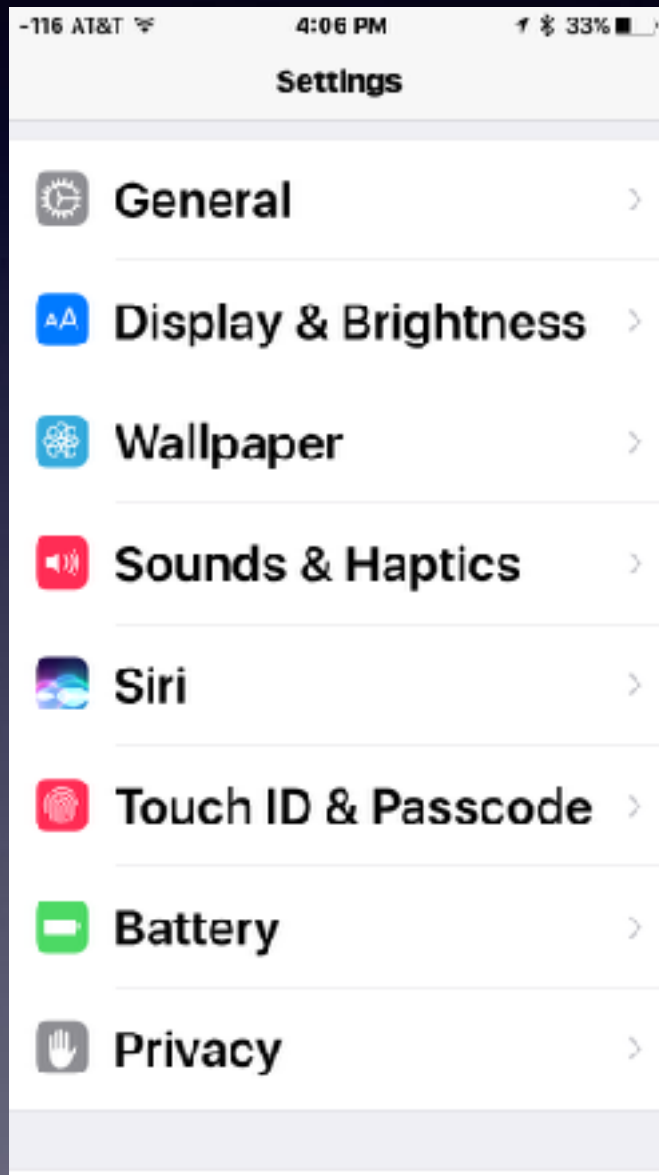 -116 AT&T 4:06 PM 33%
Settings
General
AA Display & Brightness
Wallpaper
Sounds & Haptics
Siri
Touch ID & Passcode
Battery
Privacy